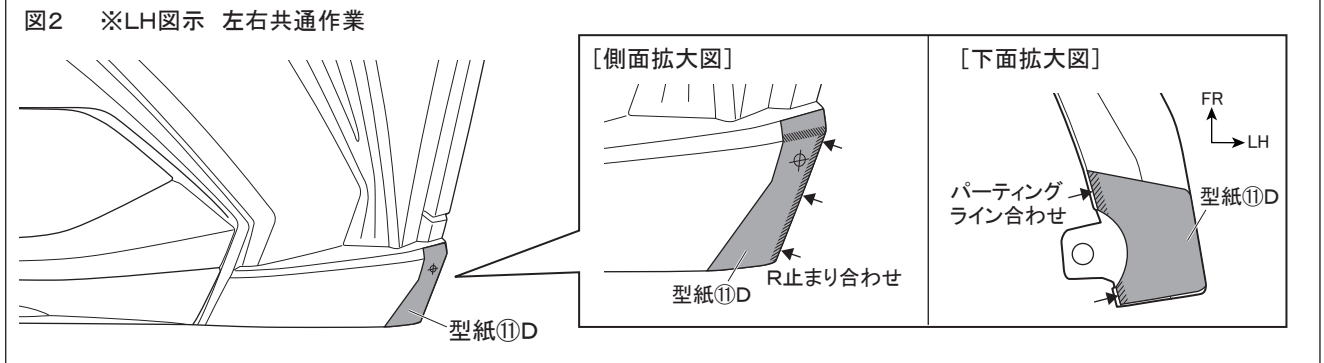 図2 ※LH図示 左右共通作業
型紙⑪D
[側面拡大図]
型紙⑪D
R止まり合わせ
[下面拡大図]
FR
LH
パーティング
ライン合わせ
型紙⑪D